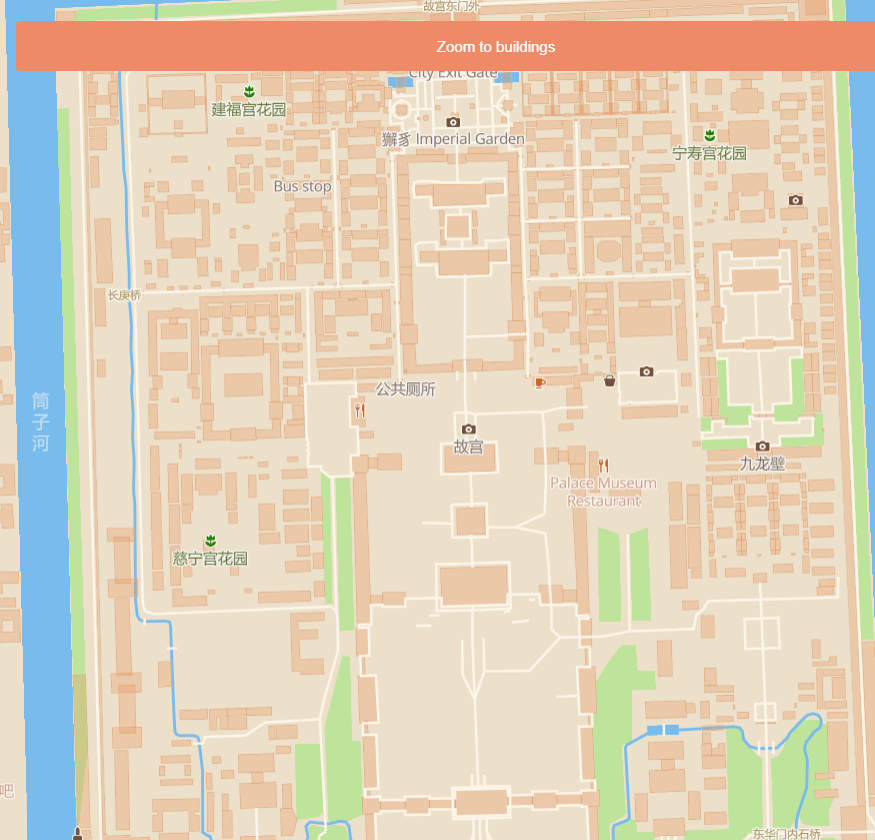 故宫东门外
Zoom to buildings
City Exit Gate
建福宫花园
獬豸 Imperial Garden
宁寿宫花园
Bus stop
长庚桥
公共厕所
筒
子
河
故宫
九龙壁
Palace Museum
Restaurant
慈宁宫花园
吧
东华门内石桥